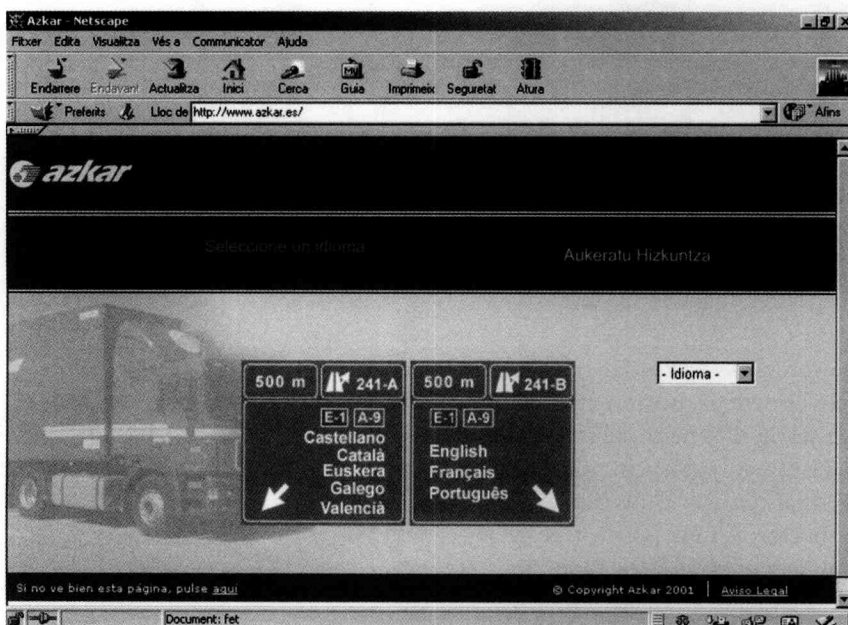 Azkar - Netscape
Fitxer Edita Visualitza Vés a Communicator Ajuda
Endarrere Endavant Actualitza Inici Cerca Guia Imprimeix Seguretat Atura
Preferits Lloc de http://www.azkar.es/ Afins
azkar
Seleccione un idioma Aukeratu Hizkuntza
500 m 241-A 500 m 241-B
- Idioma -
E-1 A-9
Castellano
Català
Euskera
Galego
Valencià
E-1 A-9
English
Français
Português
Si no ve bien esta página, pulse aquí © Copyright Azkar 2001 | Aviso Legal
Document: fet